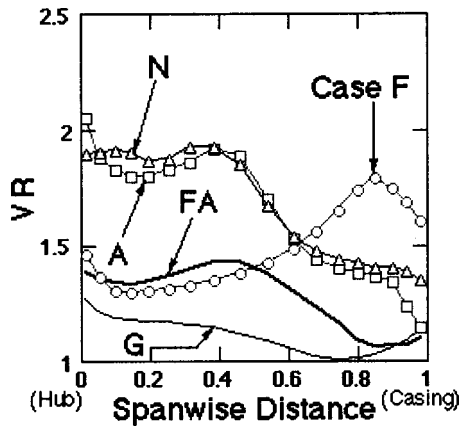 2.5
N
Case F
2
VR
A
FA
1.5
G
1
0
0.2
0.4
0.6
0.8
1
(Hub)
Spanwise Distance
(Casing)